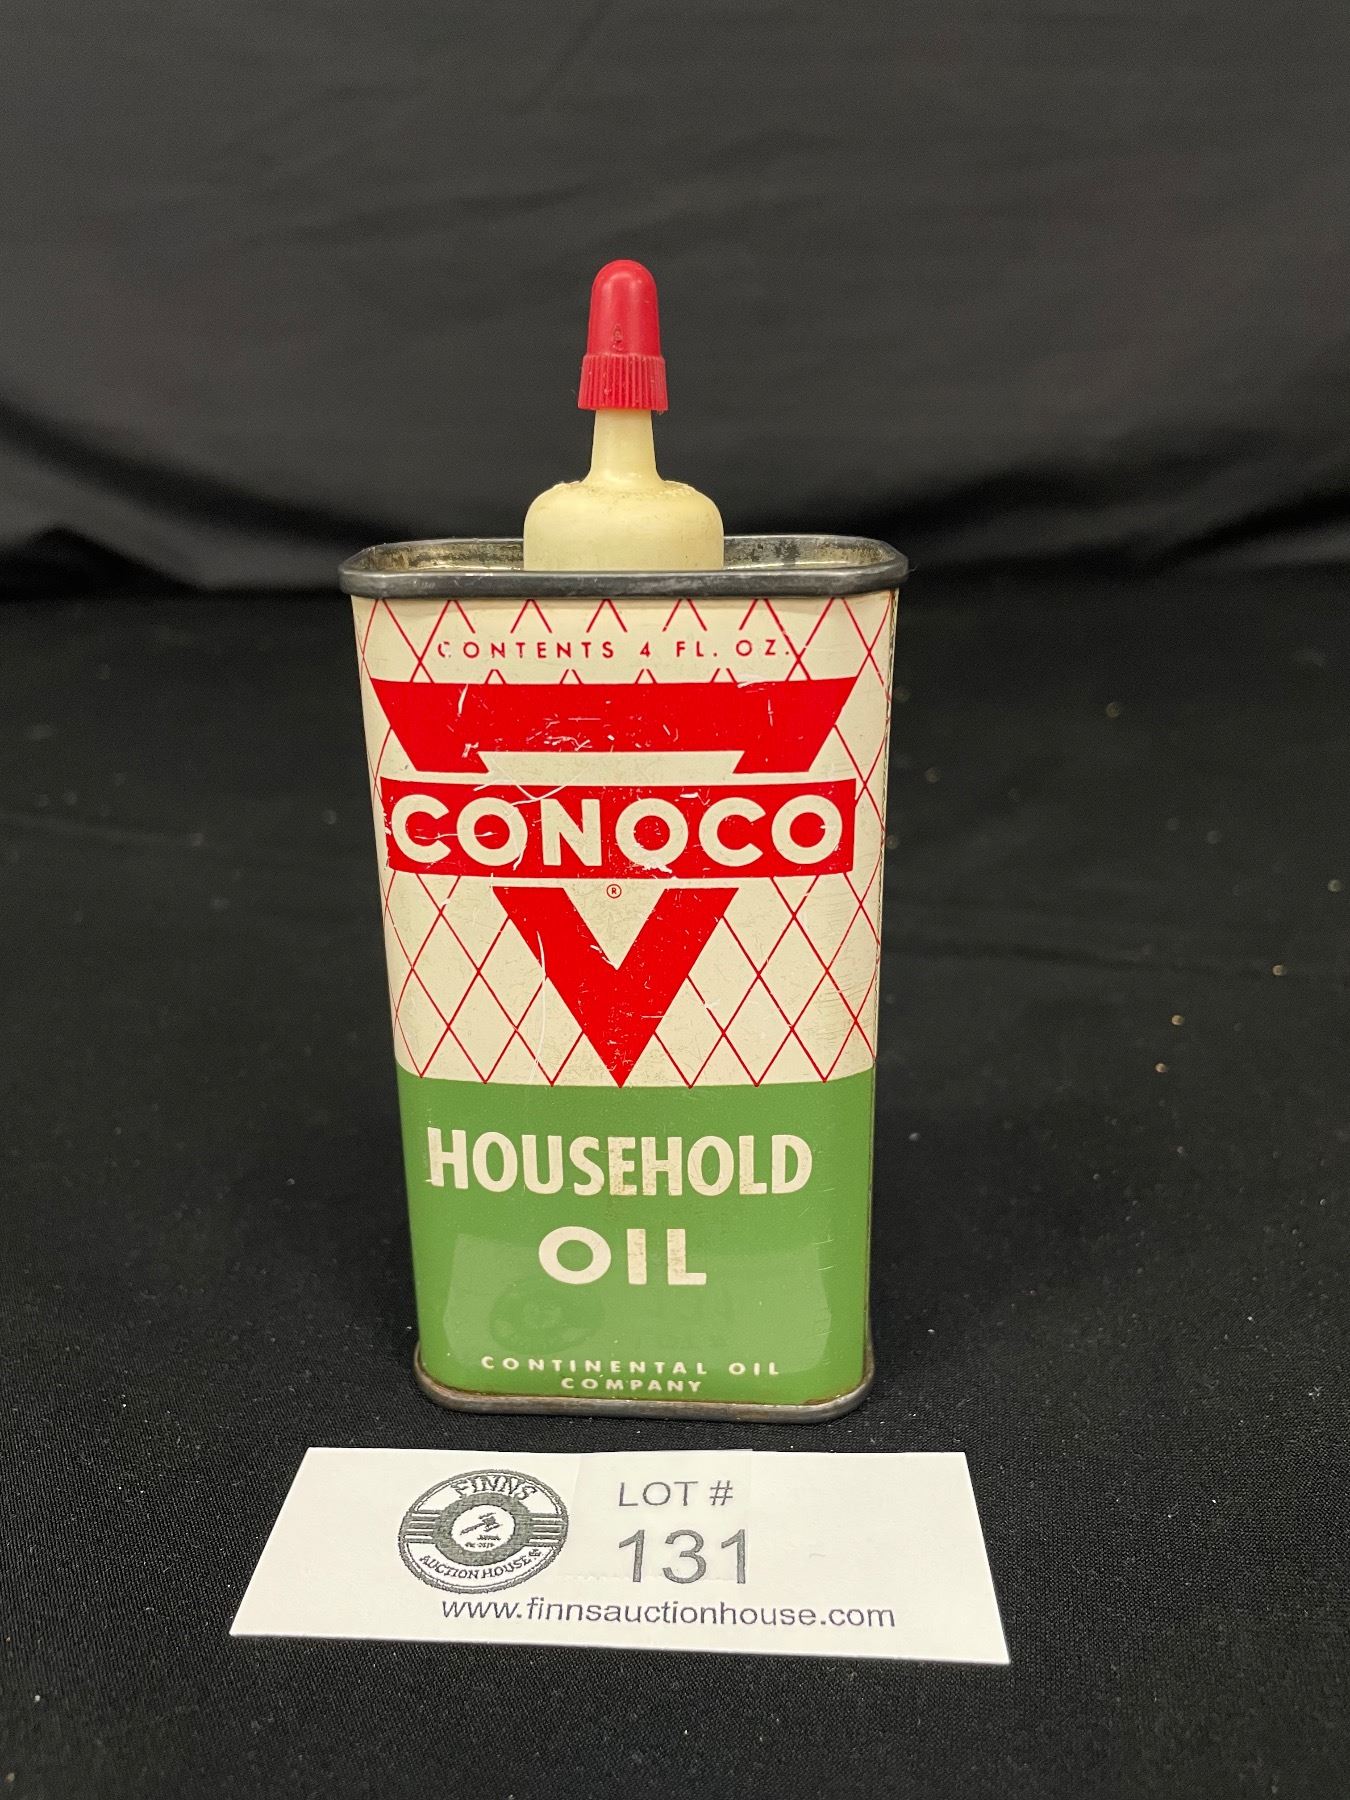 CONTENTS 4 FL. OZ.
CONOCO
®
HOUSEHOLD
OIL
CONTINENTAL OIL
COMPANY
FINNS
AUCTION HOUSE
LOT #
131
www.finnsauctionhouse.com